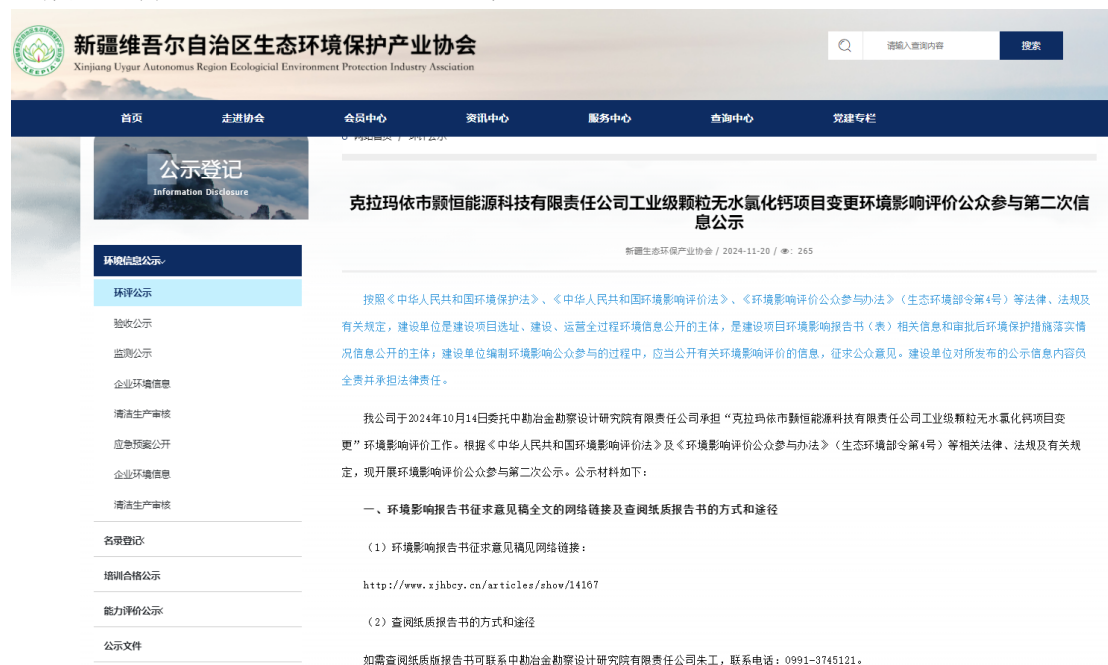 新疆维吾尔自治区生态环境保护产业协会
Xinjiang Uygur Autonomus Region Ecologicial Environment Protection Industry Assciation
XEEPIA
请输入查询内容
搜索
首页
走进协会
会员中心
资讯中心
服务中心
查询中心
党建专栏
网站首页 / 环评公示
公示登记
Information Disclosure
环境信息公示
环评公示
验收公示
监测公示
企业环境信息
清洁生产审核
应急预案公开
企业环境信息
清洁生产审核
名录登记
培训合格公示
能力评价公示
公示文件
克拉玛依市颢恒能源科技有限责任公司工业级颗粒无水氯化钙项目变更环境影响评价公众参与第二次信
息公示
新疆生态环保产业协会 / 2024-11-20 / : 265
按照《中华人民共和国环境保护法》、《中华人民共和国环境影响评价法》、《环境影响评价公众参与办法》（生态环境部令第4号）等法律、法规及
有关规定，建设单位是建设项目选址、建设、运营全过程环境信息公开的主体，是建设项目环境影响报告书（表）相关信息和审批后环境保护措施落实情
况信息公开的主体；建设单位编制环境影响公众参与的过程中，应当公开有关环境影响评价的信息，征求公众意见。建设单位对所发布的公示信息内容负
全责并承担法律责任。
我公司于2024年10月14日委托中勘冶金勘察设计研究院有限责任公司承担“克拉玛依市颢恒能源科技有限责任公司工业级颗粒无水氯化钙项目变
更”环境影响评价工作。根据《中华人民共和国环境影响评价法》及《环境影响评价公众参与办法》（生态环境部令第4号）等相关法律、法规及有关规
定，现开展环境影响评价公众参与第二次公示。公示材料如下：
一、环境影响报告书征求意见稿全文的网络链接及查阅纸质报告书的方式和途径
（1）环境影响报告书征求意见稿见网络链接：
http://www.xjhbcy.cn/articles/show/14167
（2）查阅纸质报告书的方式和途径
如需查阅纸质版报告书可联系中勘冶金勘察设计研究院有限责任公司朱工，联系电话：0991-3745121。